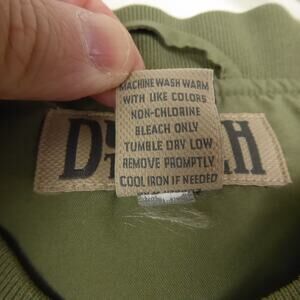 MACHINE WASH WARM
WITH LIKE COLORS
NON-CHLORINE
BLEACH ONLY
TUMBLE DRY LOW
REMOVE PROMPTLY
COOL IRON IF NEEDED